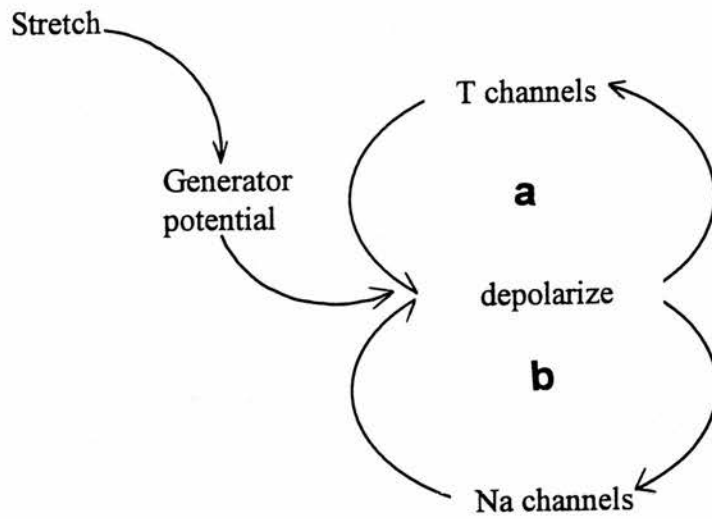 Stretch
T channels
Generator
potential
a
depolarize
b
Na channels